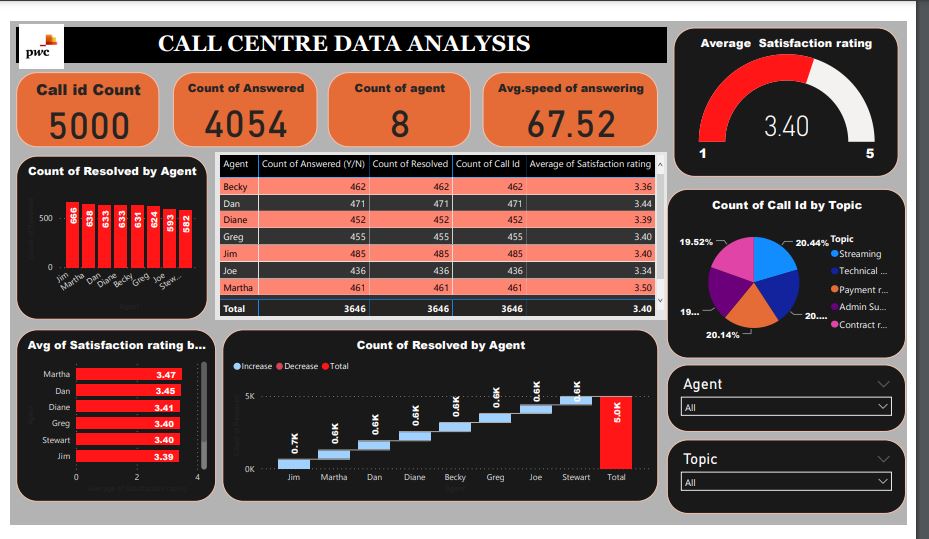 pwc
CALL CENTRE DATA ANALYSIS
Call id Count
5000
Count of Answered
4054
Count of agent
8
Avg.speed of answering
67.52
Average Satisfaction rating
3.40
1
5
Count of Resolved by Agent
500
0
666
638
633
633
631
624
593
582
Jim
Martha
Dan
Diane
Becky
Greg
Joe
Stew...
Agent Count of Answered (Y/N) Count of Resolved Count of Call Id Average of Satisfaction rating
Becky 462 462 462 3.36
Dan 471 471 471 3.44
Diane 452 452 452 3.39
Greg 455 455 455 3.40
Jim 485 485 485 3.40
Joe 436 436 436 3.34
Martha 461 461 461 3.50
Total 3646 3646 3646 3.40
Count of Call Id by Topic
19.52%
20.44%
19....
20....
20.14%
Topic
Streaming
Technical ...
Payment r...
Admin Su...
Contract r...
Avg of Satisfaction rating b...
Martha 3.47
Dan 3.45
Diane 3.41
Greg 3.40
Stewart 3.40
Jim 3.39
0 2 4
Count of Resolved by Agent
Increase Decrease Total
5K
0K
0.7K
0.6K
0.6K
0.6K
0.6K
0.6K
0.6K
0.6K
5.0K
Jim Martha Dan Diane Becky Greg Joe Stewart Total
Agent
All
Topic
All